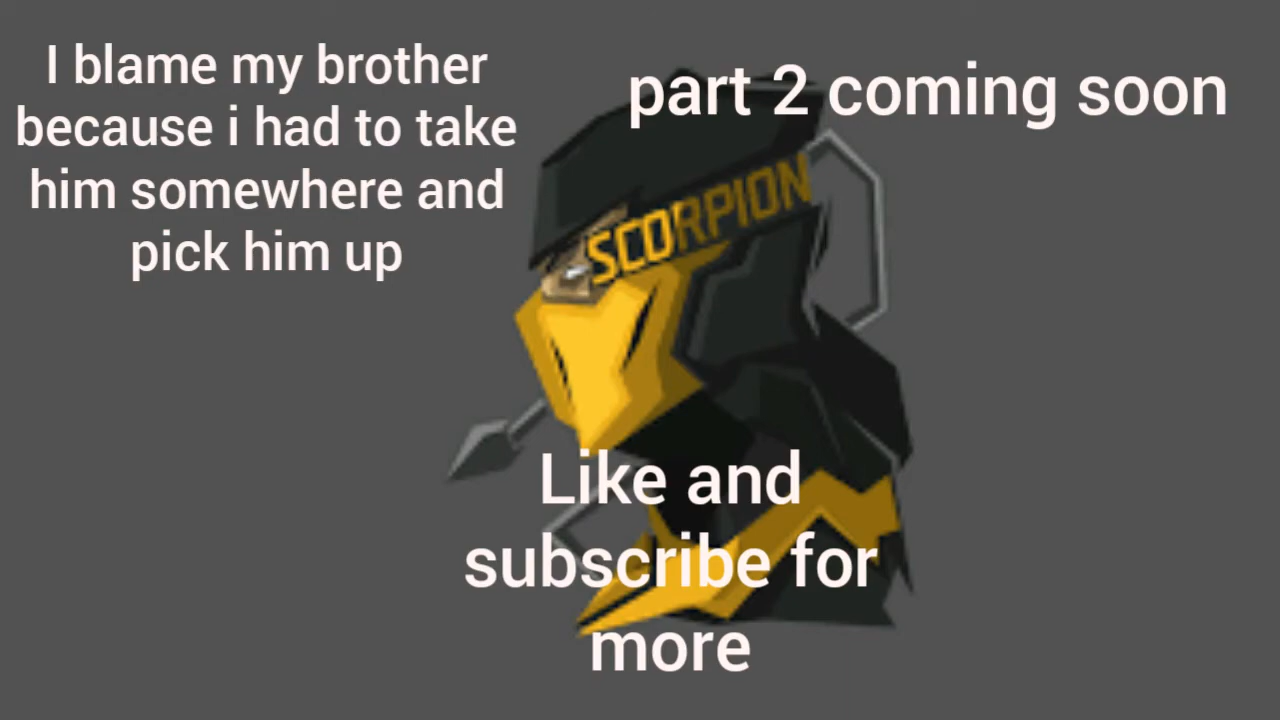 I blame my brother
because i had to take
him somewhere and
pick him up
part 2 coming soon
SCORPION
Like and
subscribe for
more